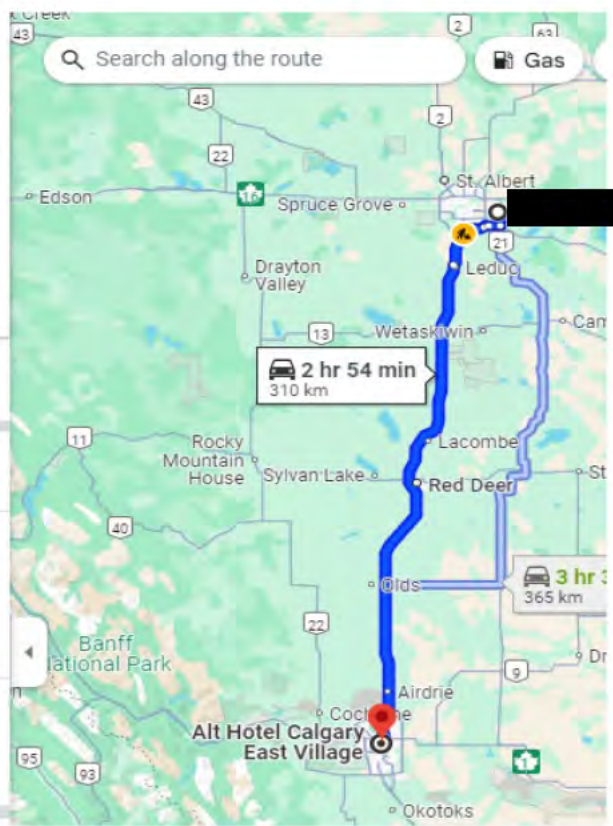 Creek
43
2
63
Search along the route
Gas
43
2
22
St. Albert
Edson
16
Spruce Grove
21
Leduc
Drayton
Valley
Cam
13
Wetaskiwin
2 hr 54 min
310 km
11
Rocky
Mountain
House
Lacombe
Sylvan Lake
Red Deer
St
40
3 hr 3
365 km
Olds
22
Banff
National Park
Dr
9
Airdrie
Coc ne
Alt Hotel Calgary
East Village
1
95
93
Okotoks